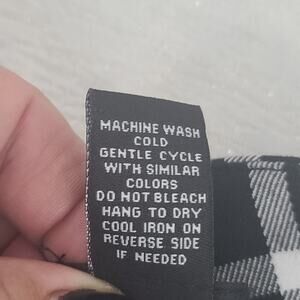 MACHINE WASH
COLD
GENTLE CYCLE
WITH SIMILAR
COLORS
DO NOT BLEACH
HANG TO DRY
COOL IRON ON
REVERSE SIDE
IF NEEDED